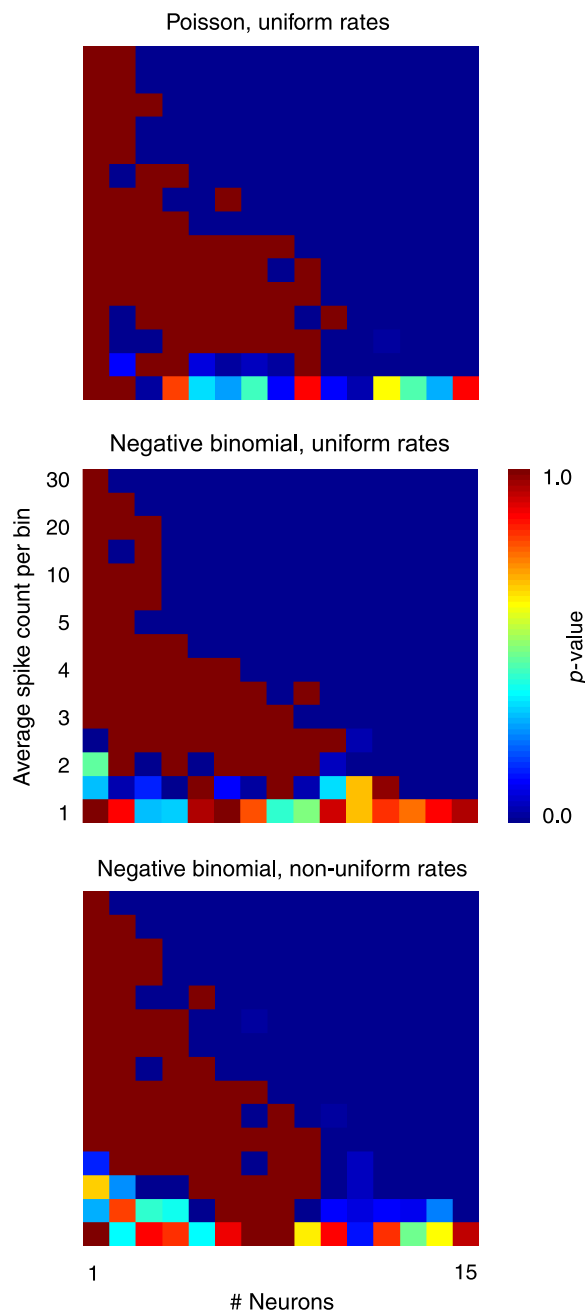 Poisson, uniform rates
Negative binomial, uniform rates
30
20
10
5
4
3
2
1
Average spike count per bin
1.0
0.0
p-value
Negative binomial, non-uniform rates
1
15
# Neurons